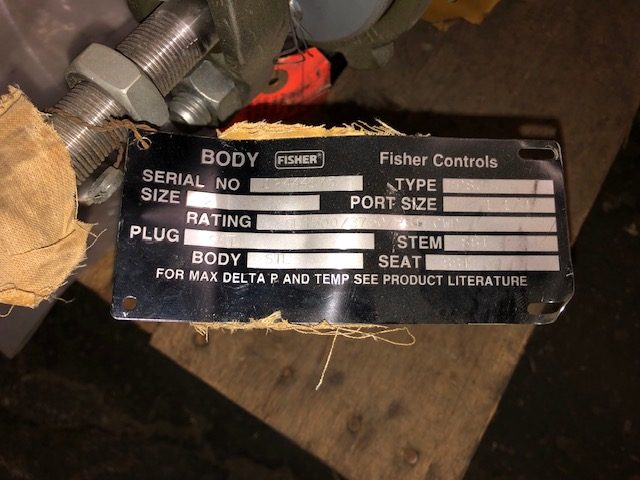 BODY FISHER Fisher Controls
SERIAL NO TYPE
SIZE PORT SIZE
RATING
PLUG STEM
BODY STL SEAT
FOR MAX DELTA P AND TEMP SEE PRODUCT LITERATURE